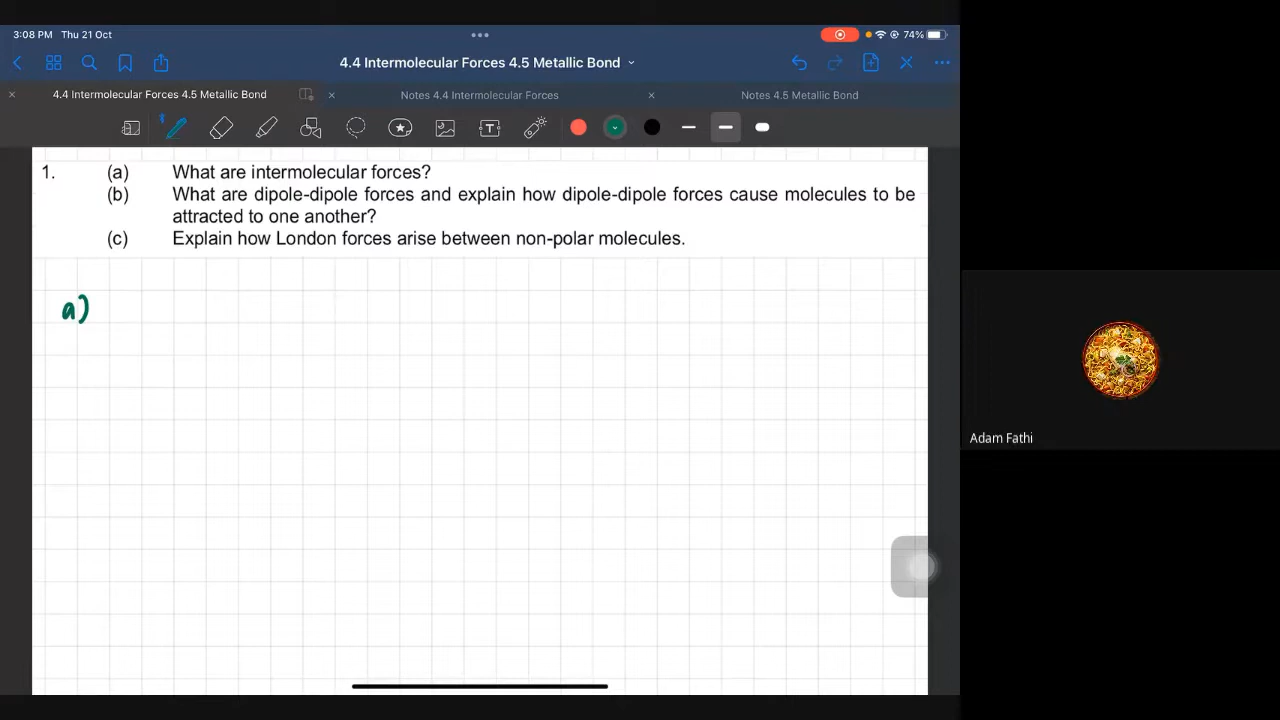 3:08 PM Thu 21 Oct
74%
4.4 Intermolecular Forces 4.5 Metallic Bond
4.4 Intermolecular Forces 4.5 Metallic Bond
Notes 4.4 Intermolecular Forces
Notes 4.5 Metallic Bond
1. (a) What are intermolecular forces?
(b) What are dipole-dipole forces and explain how dipole-dipole forces cause molecules to be
attracted to one another?
(c) Explain how London forces arise between non-polar molecules.
a)
Adam Fathi